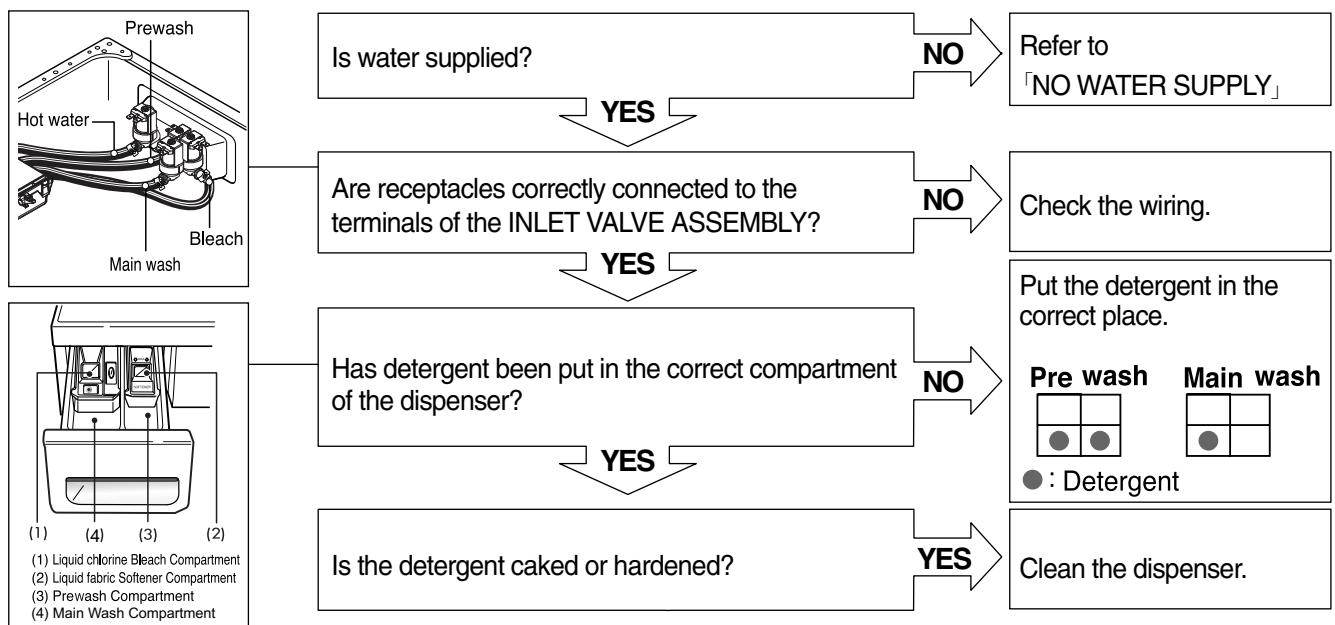 Prewash
Hot water
Bleach
Main wash
Is water supplied?
NO
Refer to
「NO WATER SUPPLY」
YES
Are receptacles correctly connected to the
terminals of the INLET VALVE ASSEMBLY?
NO
Check the wiring.
YES
SOFTENER
(1) (4) (3) (2)
(1) Liquid chlorine Bleach Compartment
(2) Liquid fabric Softener Compartment
(3) Prewash Compartment
(4) Main Wash Compartment
Has detergent been put in the correct compartment
of the dispenser?
NO
Put the detergent in the
correct place.
Pre wash Main wash
● : Detergent
YES
Is the detergent caked or hardened?
YES
Clean the dispenser.